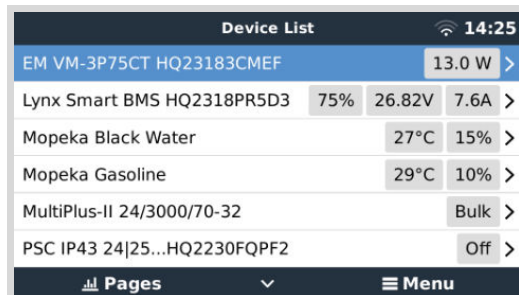 Device List 14:25
EM VM-3P75CT HQ23183CMEF 13.0 W
Lynx Smart BMS HQ2318PR5D3 75% 26.82V 7.6A
Mopeka Black Water 27°C 15%
Mopeka Gasoline 29°C 10%
MultiPlus-II 24/3000/70-32 Bulk
PSC IP43 24|25...HQ2230FQPF2 Off
Pages Menu